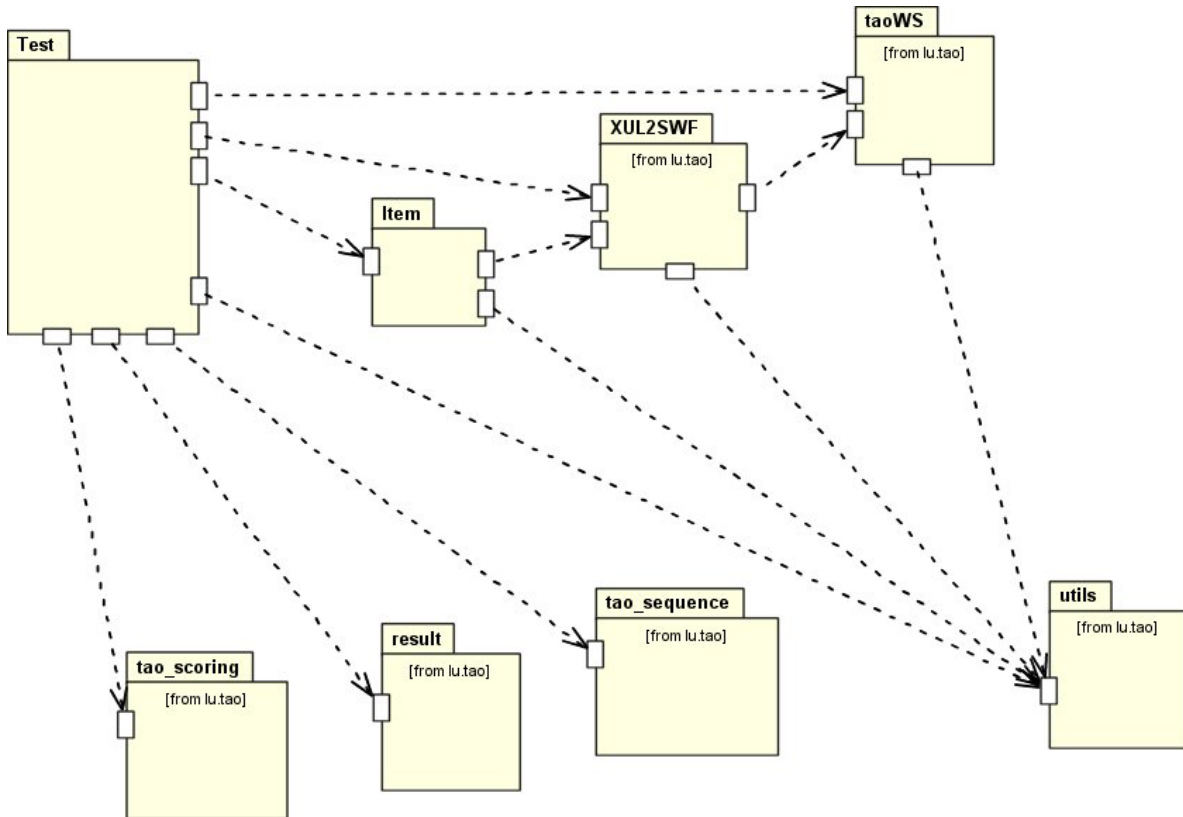 taoWS
[from lu.tao]
Test
XUL2SWF
[from lu.tao]
Item
utils
[from lu.tao]
tao_sequence
[from lu.tao]
result
[from lu.tao]
tao_scoring
[from lu.tao]